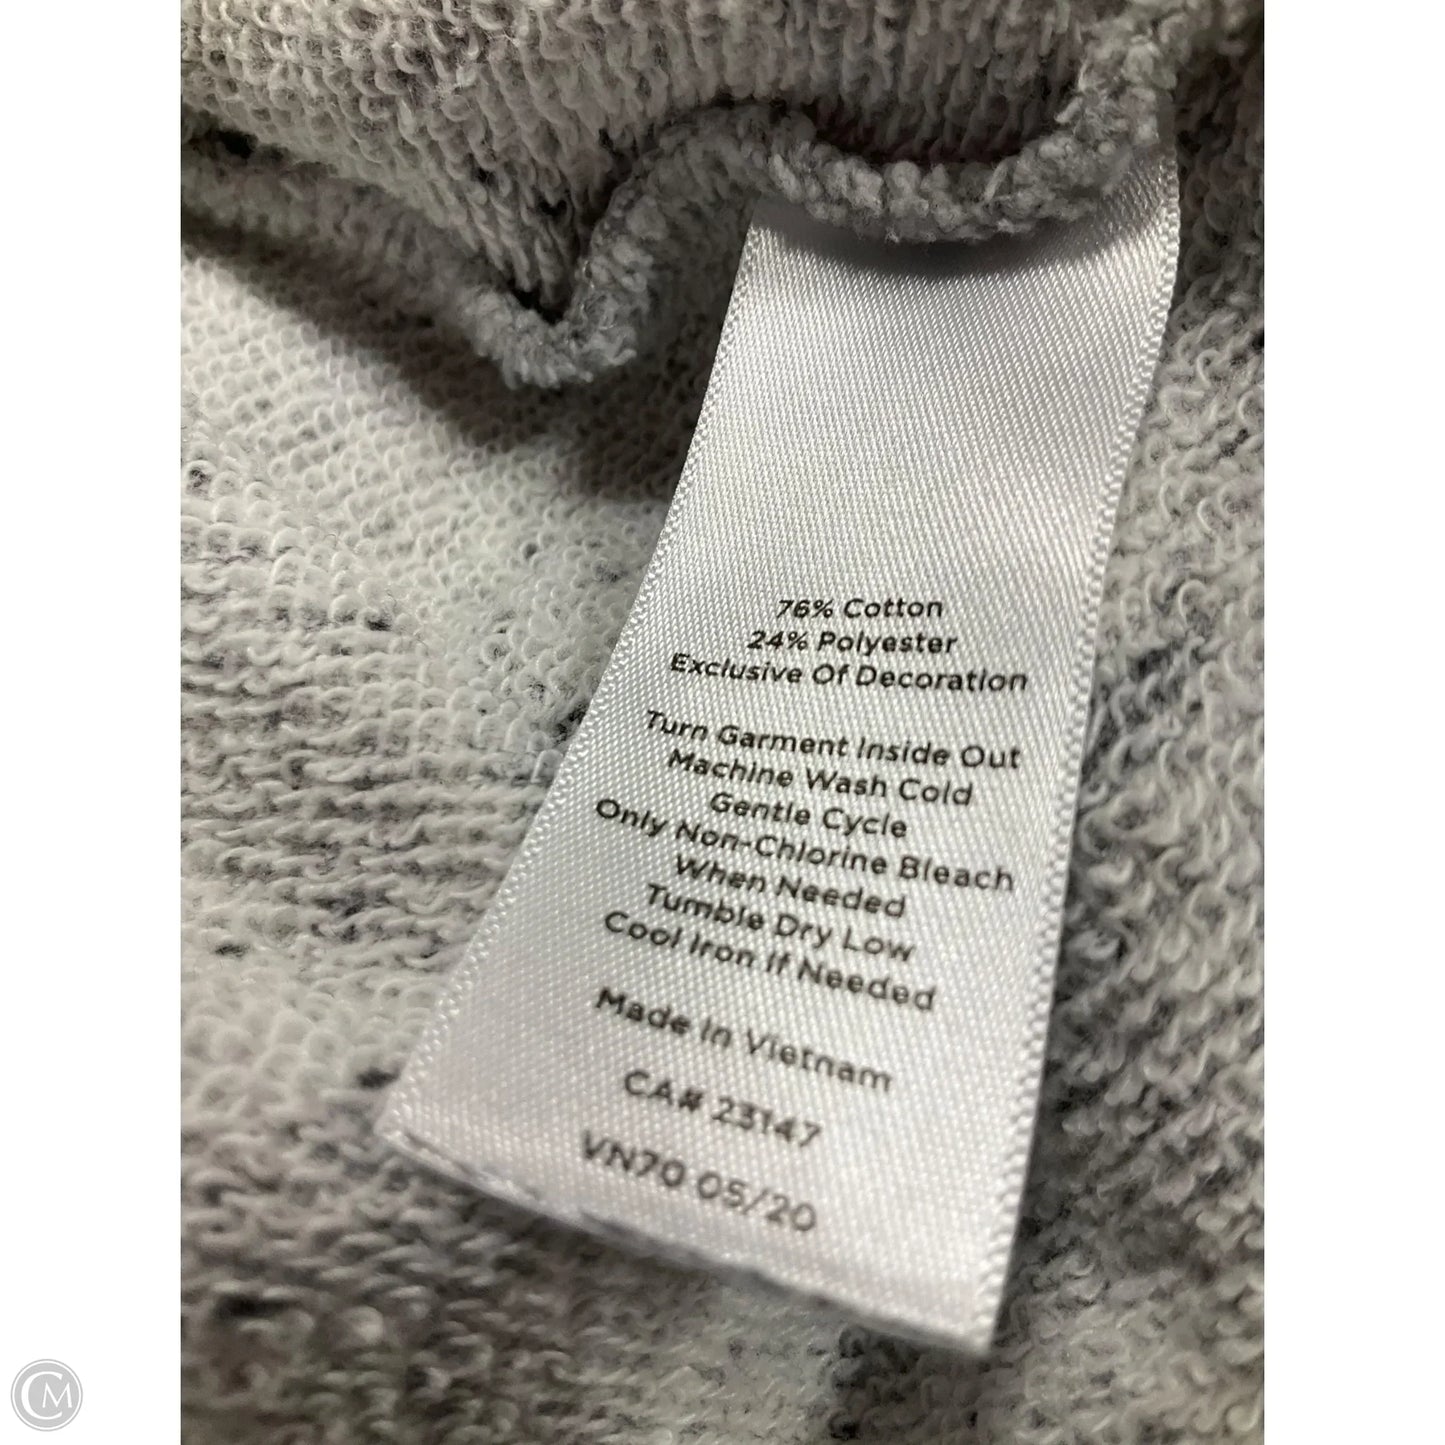 76% Cotton
24% Polyester
Exclusive Of Decoration
Turn Garment Inside Out
Machine Wash Cold
Gentle Cycle
Only Non-Chlorine Bleach
When Needed
Tumble Dry Low
Cool Iron If Needed
Made In Vietnam
CA# 23147
VN70 05/20
CM